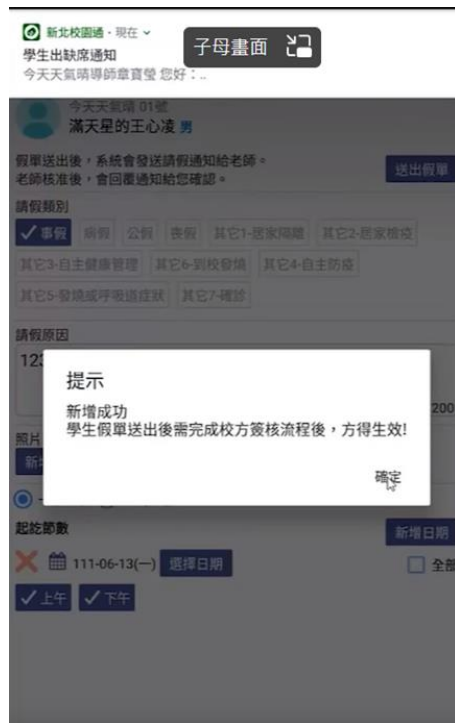 新北校園通・現在
學生出缺席通知
今天天氣晴導師章寶瑩 您好：..
子母畫面
今天天氣晴 01號
滿天星的王心凌 男
假單送出後，系統會發送請假通知給老師。
老師核准後，會回覆通知給您確認。
送出假單
請假類別
事假 病假 公假 喪假 其它1-居家隔離 其它2-居家檢疫
其它3-自主健康管理 其它6-到校發燒 其它4-自主防疫
其它5-發燒或呼吸道症狀 其它7-確診
請假原因
123
200
提示
新增成功
學生假單送出後需完成校方簽核流程後，方得生效!
確定
照片
新增
起訖節數
新增日期
111-06-13(一) 選擇日期
全部
上午 下午